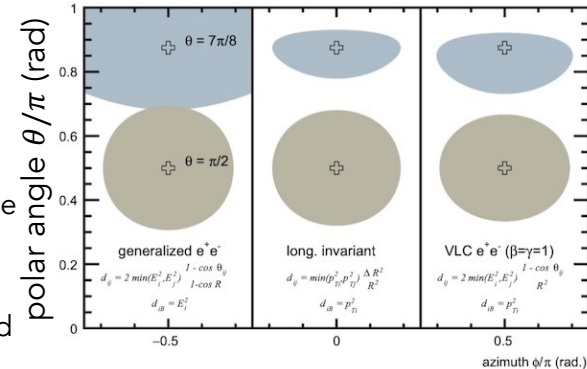 polar angle θ/π (rad)
e
d
1
0.8
0.6
0.4
0.2
0
θ = 7π/8
θ = π/2
generalized e⁺e⁻
d_ij = 2 min(E_i², E_j²) (1 - cos θ_ij)/(1-cos R)
d_iB = E_i²
long. invariant
d_ij = min(p_Ti², p_Tj²) ΔR²/R²
d_iB = p_Ti²
VLC e⁺e⁻ (β=γ=1)
d_ij = 2 min(E_i², E_j²) (1 - cos θ_ij)/R²
d_iB = p_Ti²
−0.5 0 0.5
azimuth ϕ/π (rad.)